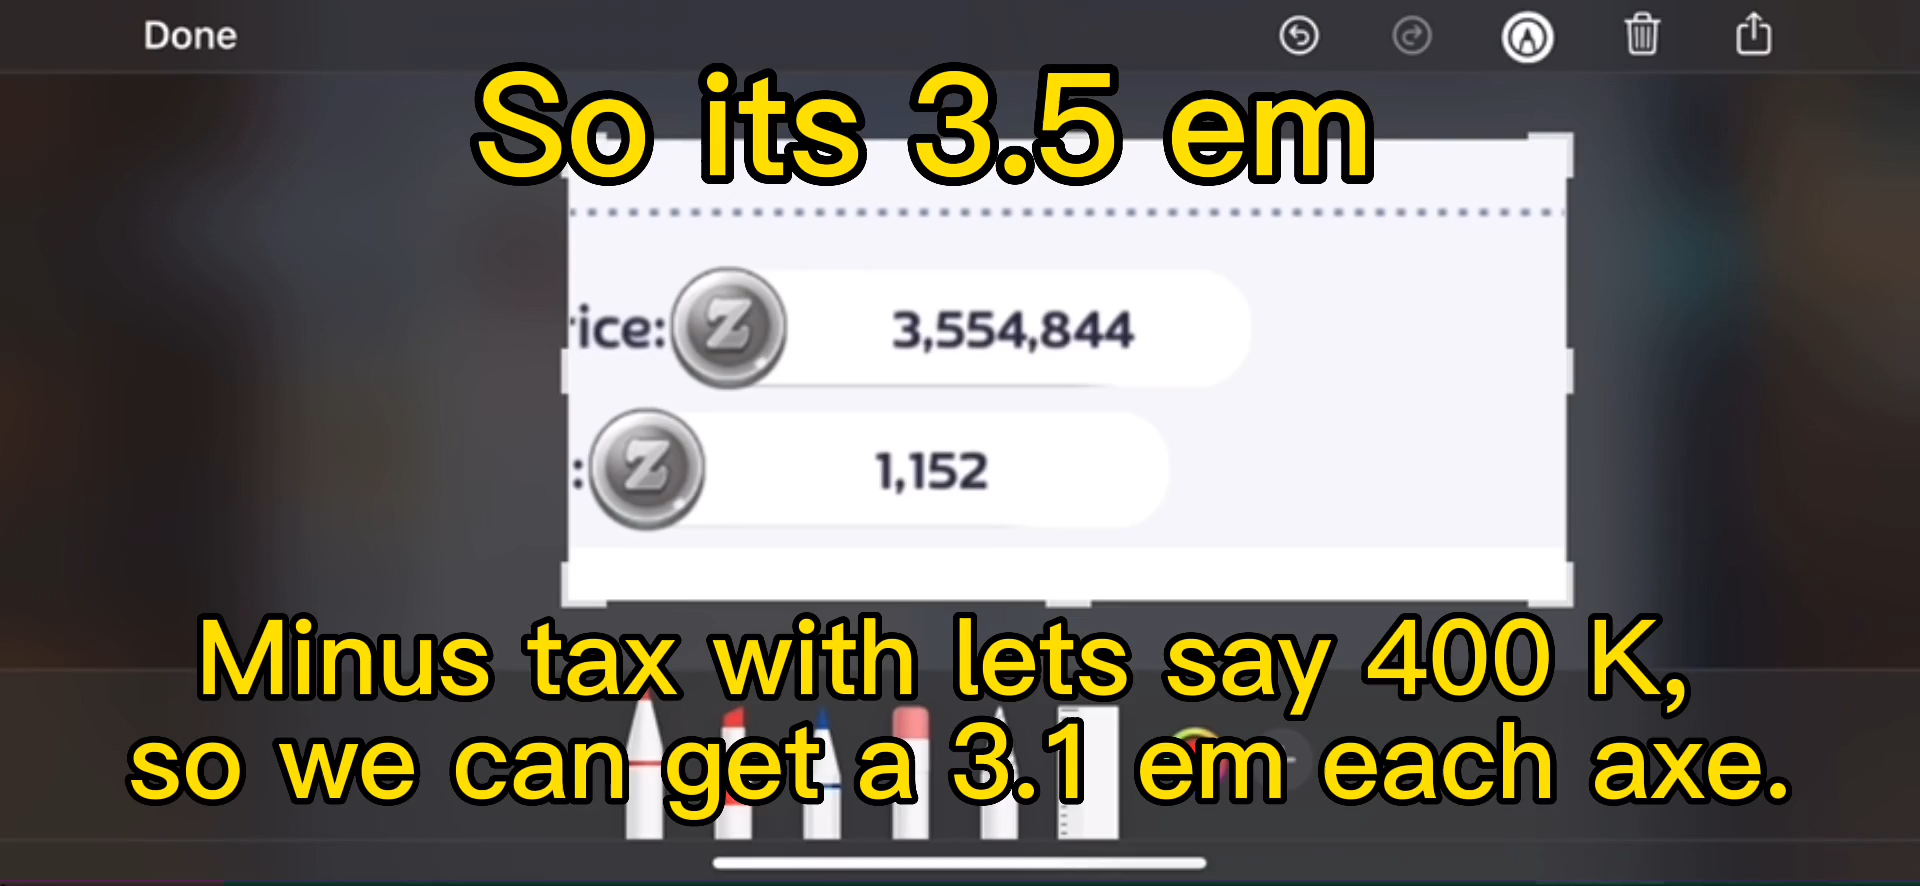 Done
So its 3.5 em
rice: Z 3,554,844
: Z 1,152
Minus tax with lets say 400 K,
so we can get a 3.1 em each axe.